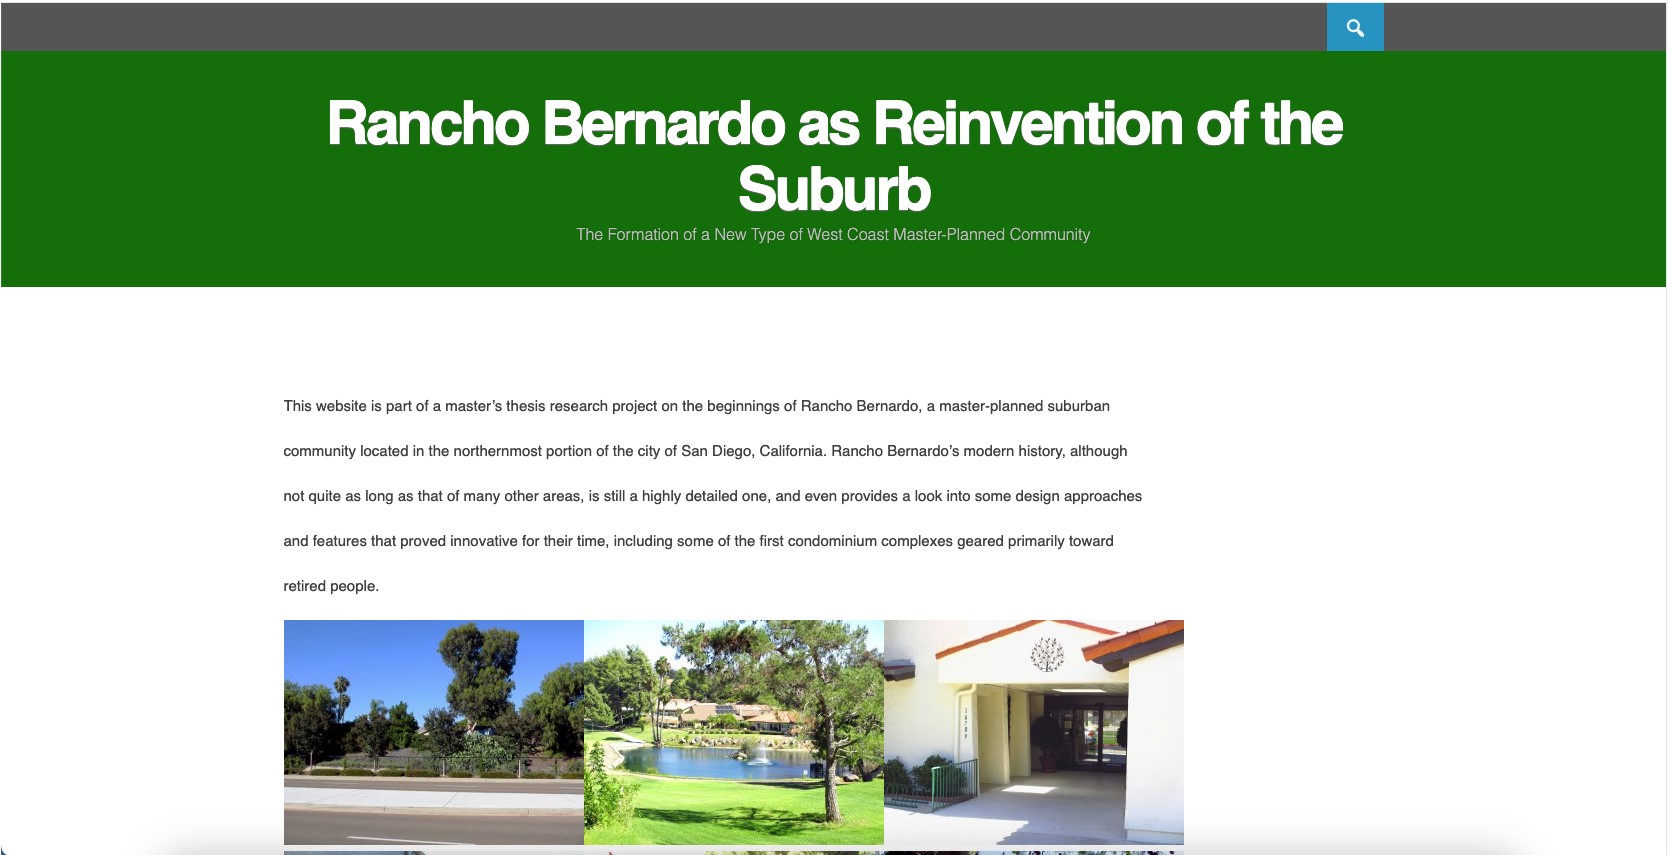 Rancho Bernardo as Reinvention of the
Suburb
The Formation of a New Type of West Coast Master-Planned Community
This website is part of a master’s thesis research project on the beginnings of Rancho Bernardo, a master-planned suburban
community located in the northernmost portion of the city of San Diego, California. Rancho Bernardo’s modern history, although
not quite as long as that of many other areas, is still a highly detailed one, and even provides a look into some design approaches
and features that proved innovative for their time, including some of the first condominium complexes geared primarily toward
retired people.
16789